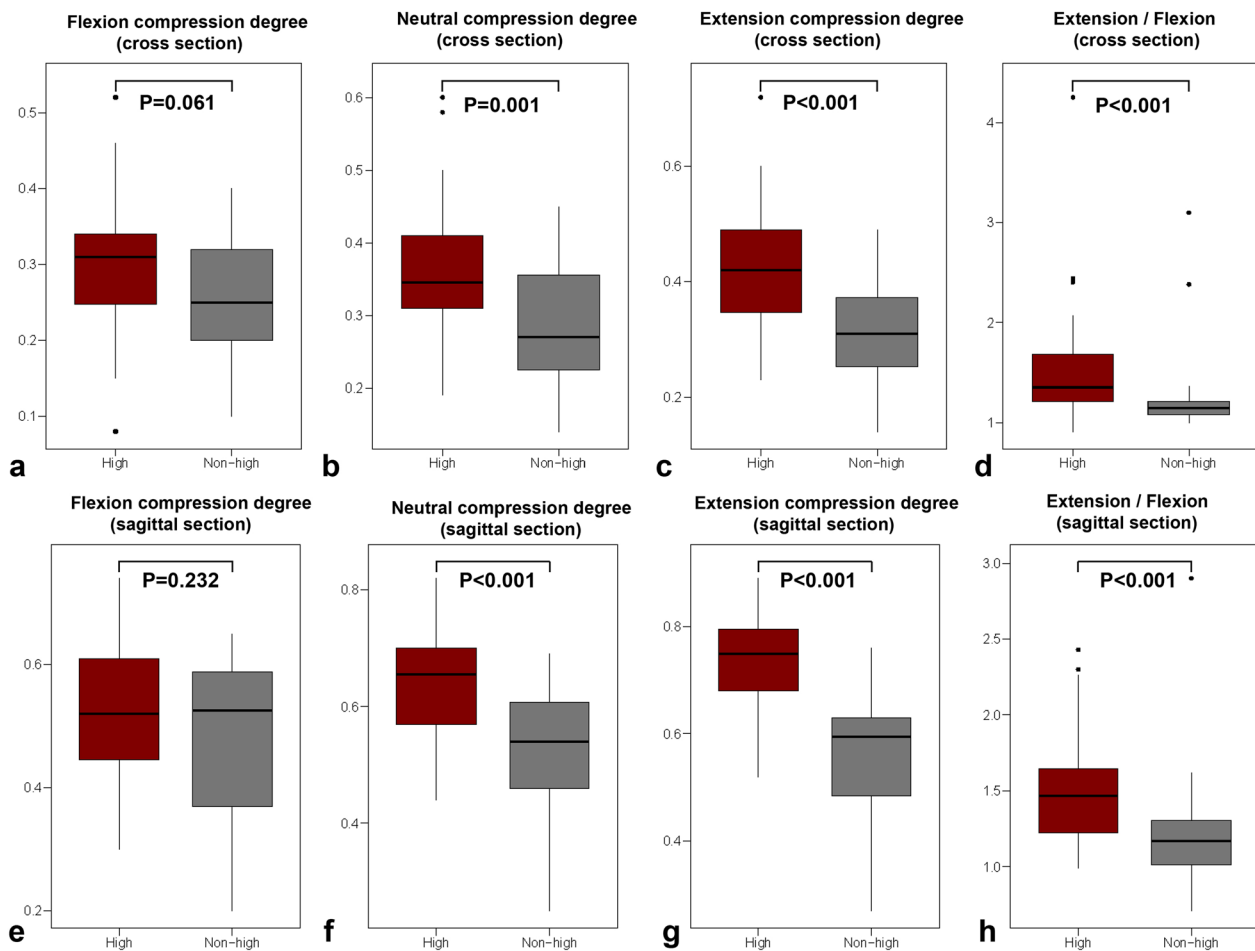 Flexion compression degree
(cross section)
P=0.061
0.5
0.4
0.3
0.2
0.1
High
Non-high
a
Neutral compression degree
(cross section)
P=0.001
0.6
0.5
0.4
0.3
0.2
High
Non-high
b
Extension compression degree
(cross section)
P<0.001
0.6
0.4
0.2
High
Non-high
c
Extension / Flexion
(cross section)
P<0.001
4
3
2
1
High
Non-high
d
Flexion compression degree
(sagittal section)
P=0.232
0.6
0.4
0.2
High
Non-high
e
Neutral compression degree
(sagittal section)
P<0.001
0.8
0.6
0.4
High
Non-high
f
Extension compression degree
(sagittal section)
P<0.001
0.8
0.6
0.4
High
Non-high
g
Extension / Flexion
(sagittal section)
P<0.001
3.0
2.5
2.0
1.5
1.0
High
Non-high
h